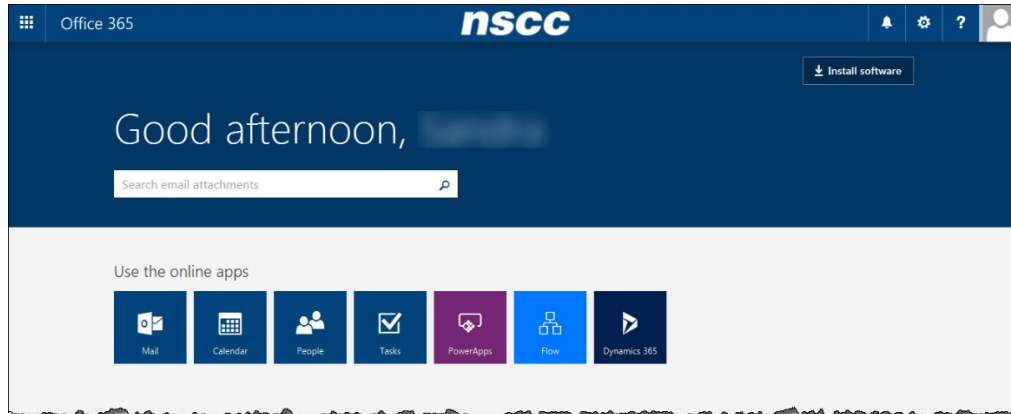 Office 365
nscc
?
Install software
Good afternoon,
Search email attachments
Use the online apps
Mail
Calendar
People
Tasks
PowerApps
Flow
Dynamics 365